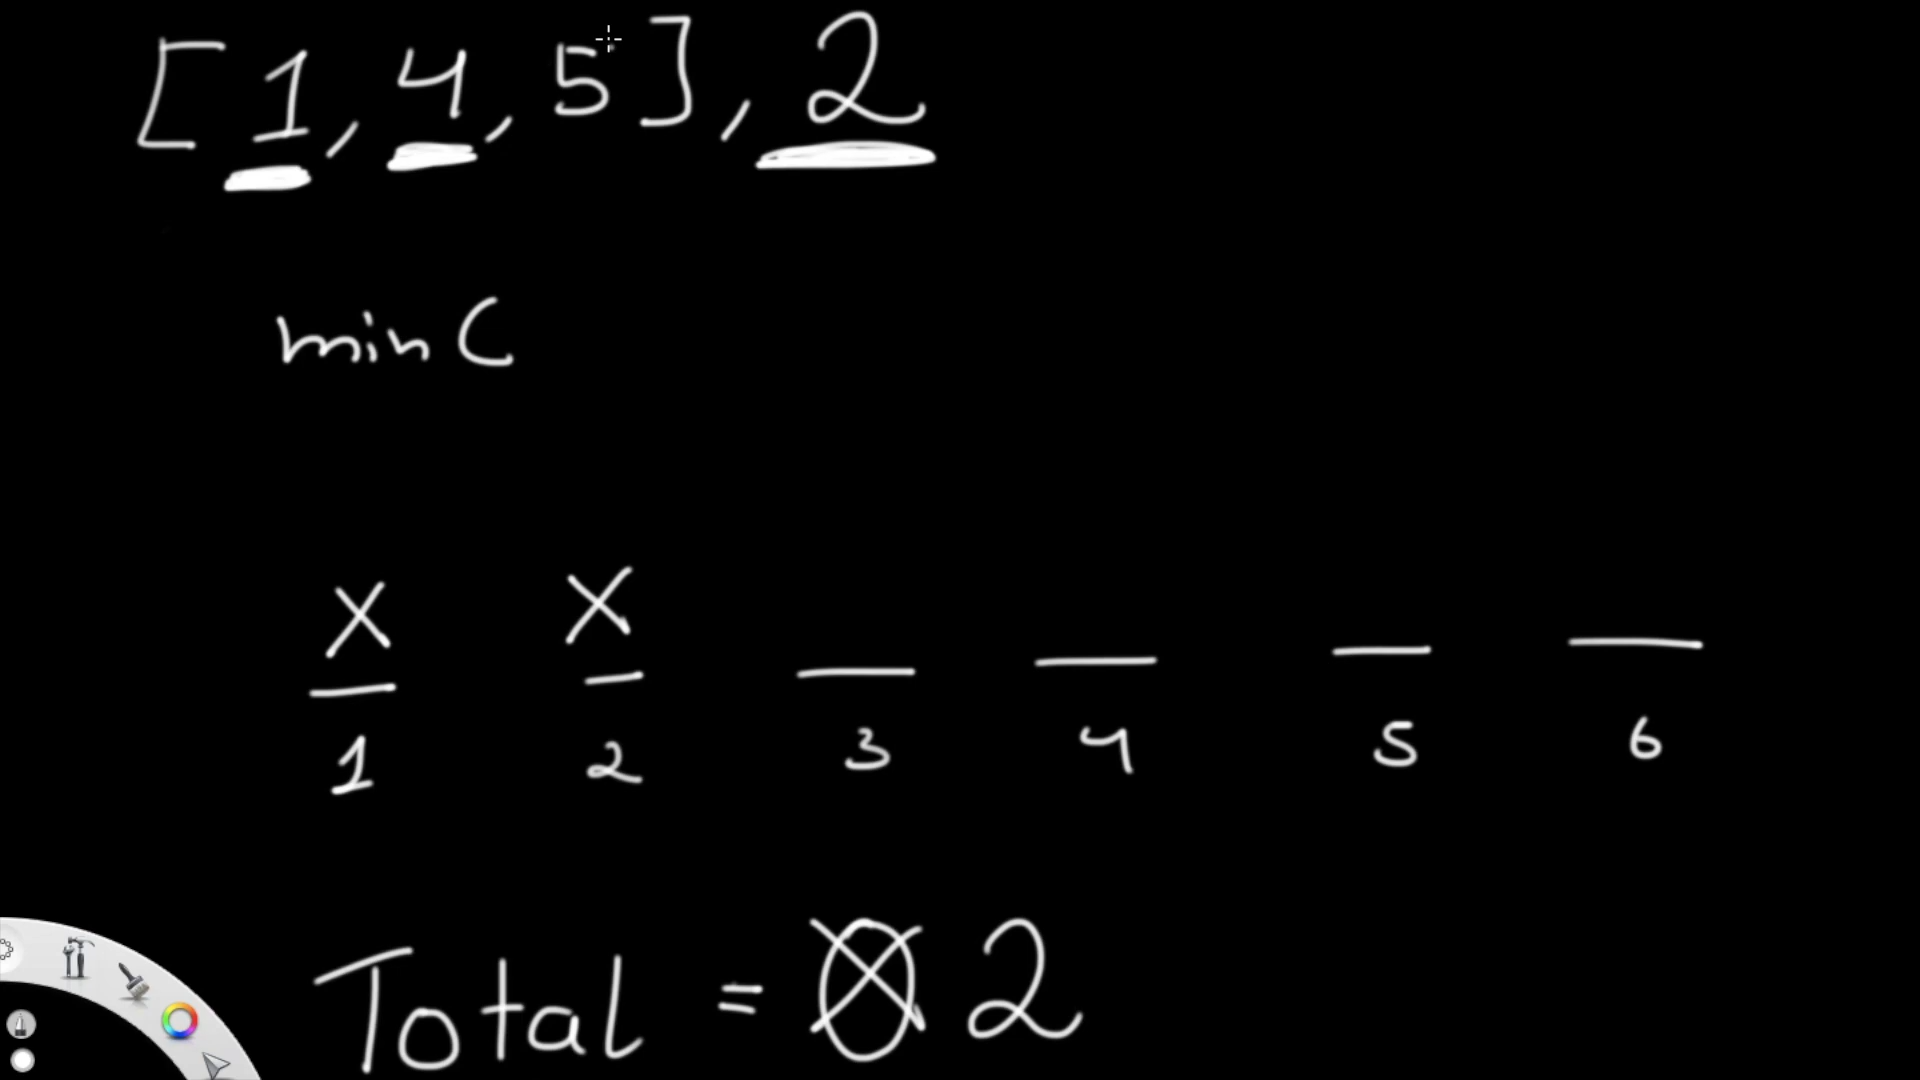 [1, 4, 5], 2
min(
X X
1 2 3 4 5 6
Total = 0 2